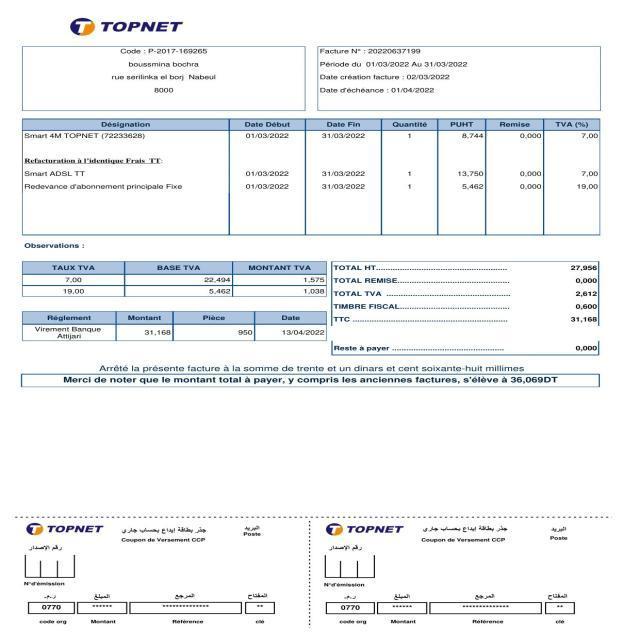 TOPNET
Code : P-2017-169265
boussmina bochra
rue serilinka el borj Nabeul
8000
Facture N° : 20220637199
Période du 01/03/2022 Au 31/03/2022
Date création facture : 02/03/2022
Date d'échéance : 01/04/2022
Désignation Date Début Date Fin Quantité PUHT Remise TVA (%)
Smart 4M TOPNET (72233628) 01/03/2022 31/03/2022 1 8,744 0,000 7,00
Refacturation à l'identique Frais TT:
Smart ADSL TT 01/03/2022 31/03/2022 1 13,750 0,000 7,00
Redevance d'abonnement principale Fixe 01/03/2022 31/03/2022 1 5,462 0,000 19,00
Observations :
TAUX TVA BASE TVA MONTANT TVA
7,00 22,494 1,575
19,00 5,462 1,038
Réglement Montant Pièce Date
Virement Banque Attijari 31,168 950 13/04/2022
TOTAL HT 27,956
TOTAL REMISE 0,000
TOTAL TVA 2,612
TIMBRE FISCAL 0,600
TTC 31,168
Reste à payer 0,000
Arrêté la présente facture à la somme de trente et un dinars et cent soixante-huit millimes
Merci de noter que le montant total à payer, y compris les anciennes factures, s'élève à 36,069DT
TOPNET جذر بطاقة إيداع بحساب جاري البريد
Coupon de Versement CCP Poste
رقم الإصدار
N°d'émission
ر.م. المبلغ المرجع المفتاح
0770 ****** ************** **
code org Montant Référence clé
TOPNET جذر بطاقة إيداع بحساب جاري البريد
Coupon de Versement CCP Poste
رقم الإصدار
N°d'émission
ر.م. المبلغ المرجع المفتاح
0770 ****** ************** **
code org Montant Référence clé